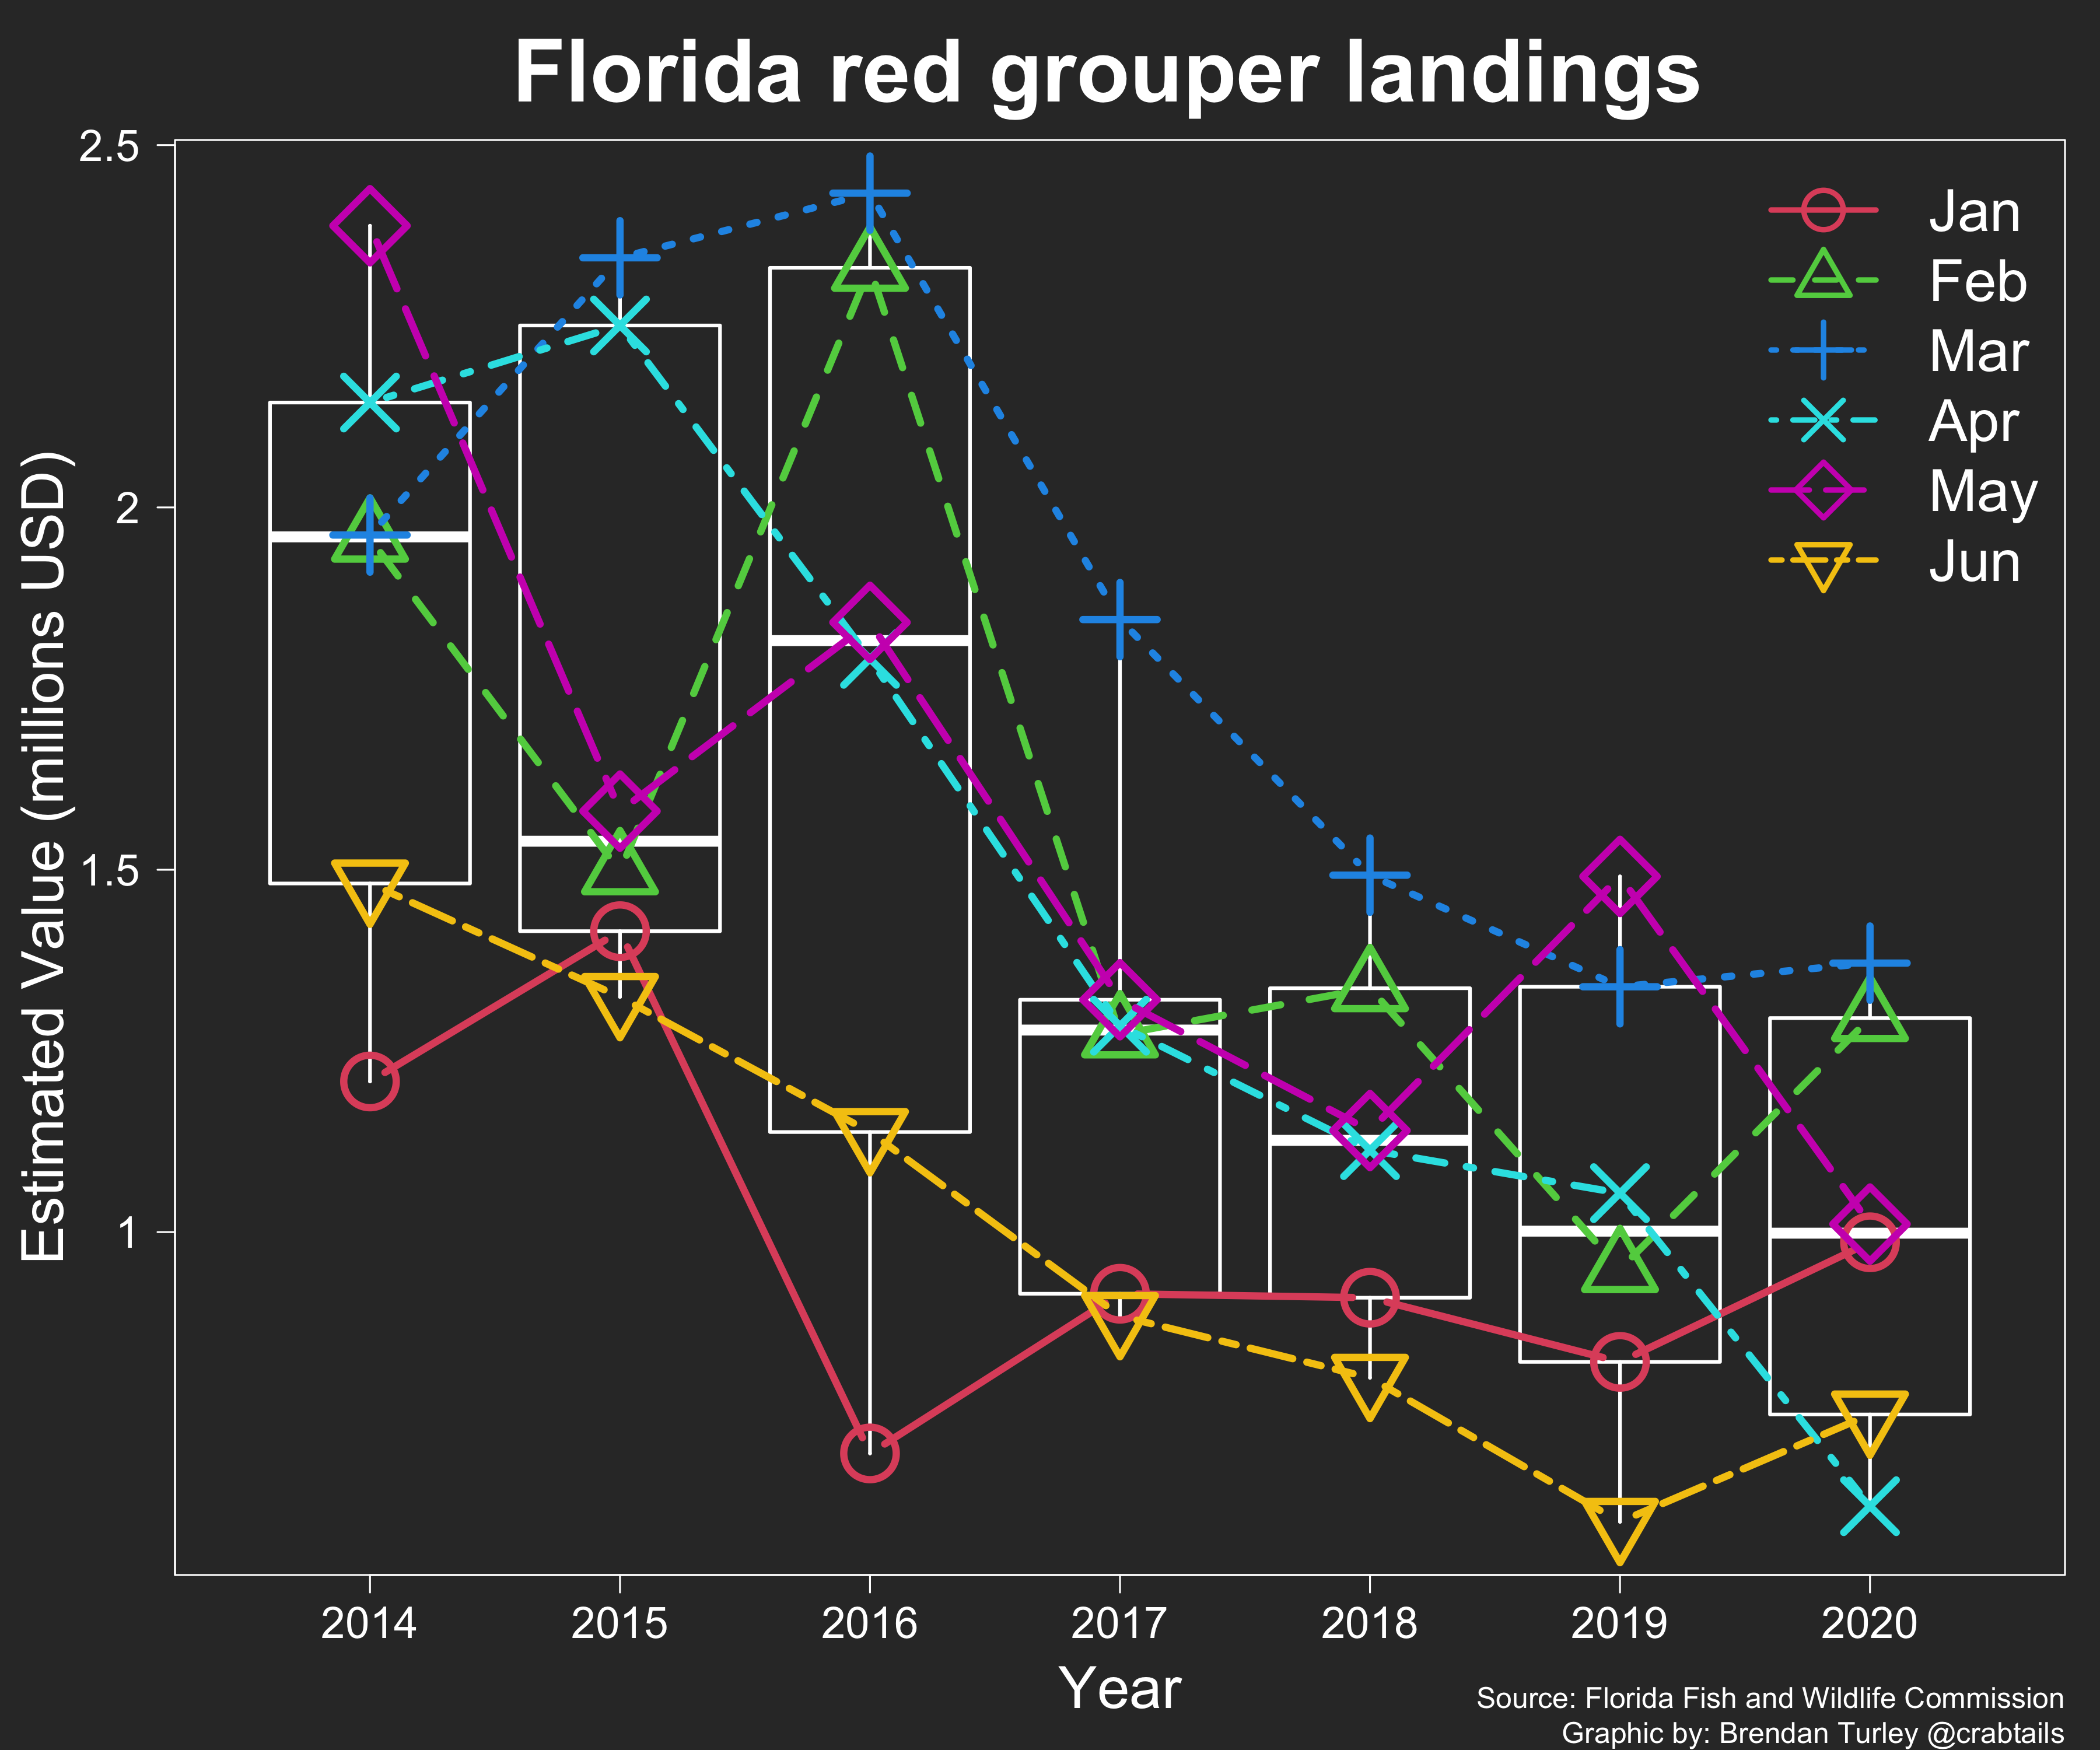 Florida red grouper landings
Estimated Value (millions USD)
2.5
2
1.5
1
Jan
Feb
Mar
Apr
May
Jun
2014 2015 2016 2017 2018 2019 2020
Year
Source: Florida Fish and Wildlife Commission
Graphic by: Brendan Turley @crabtails